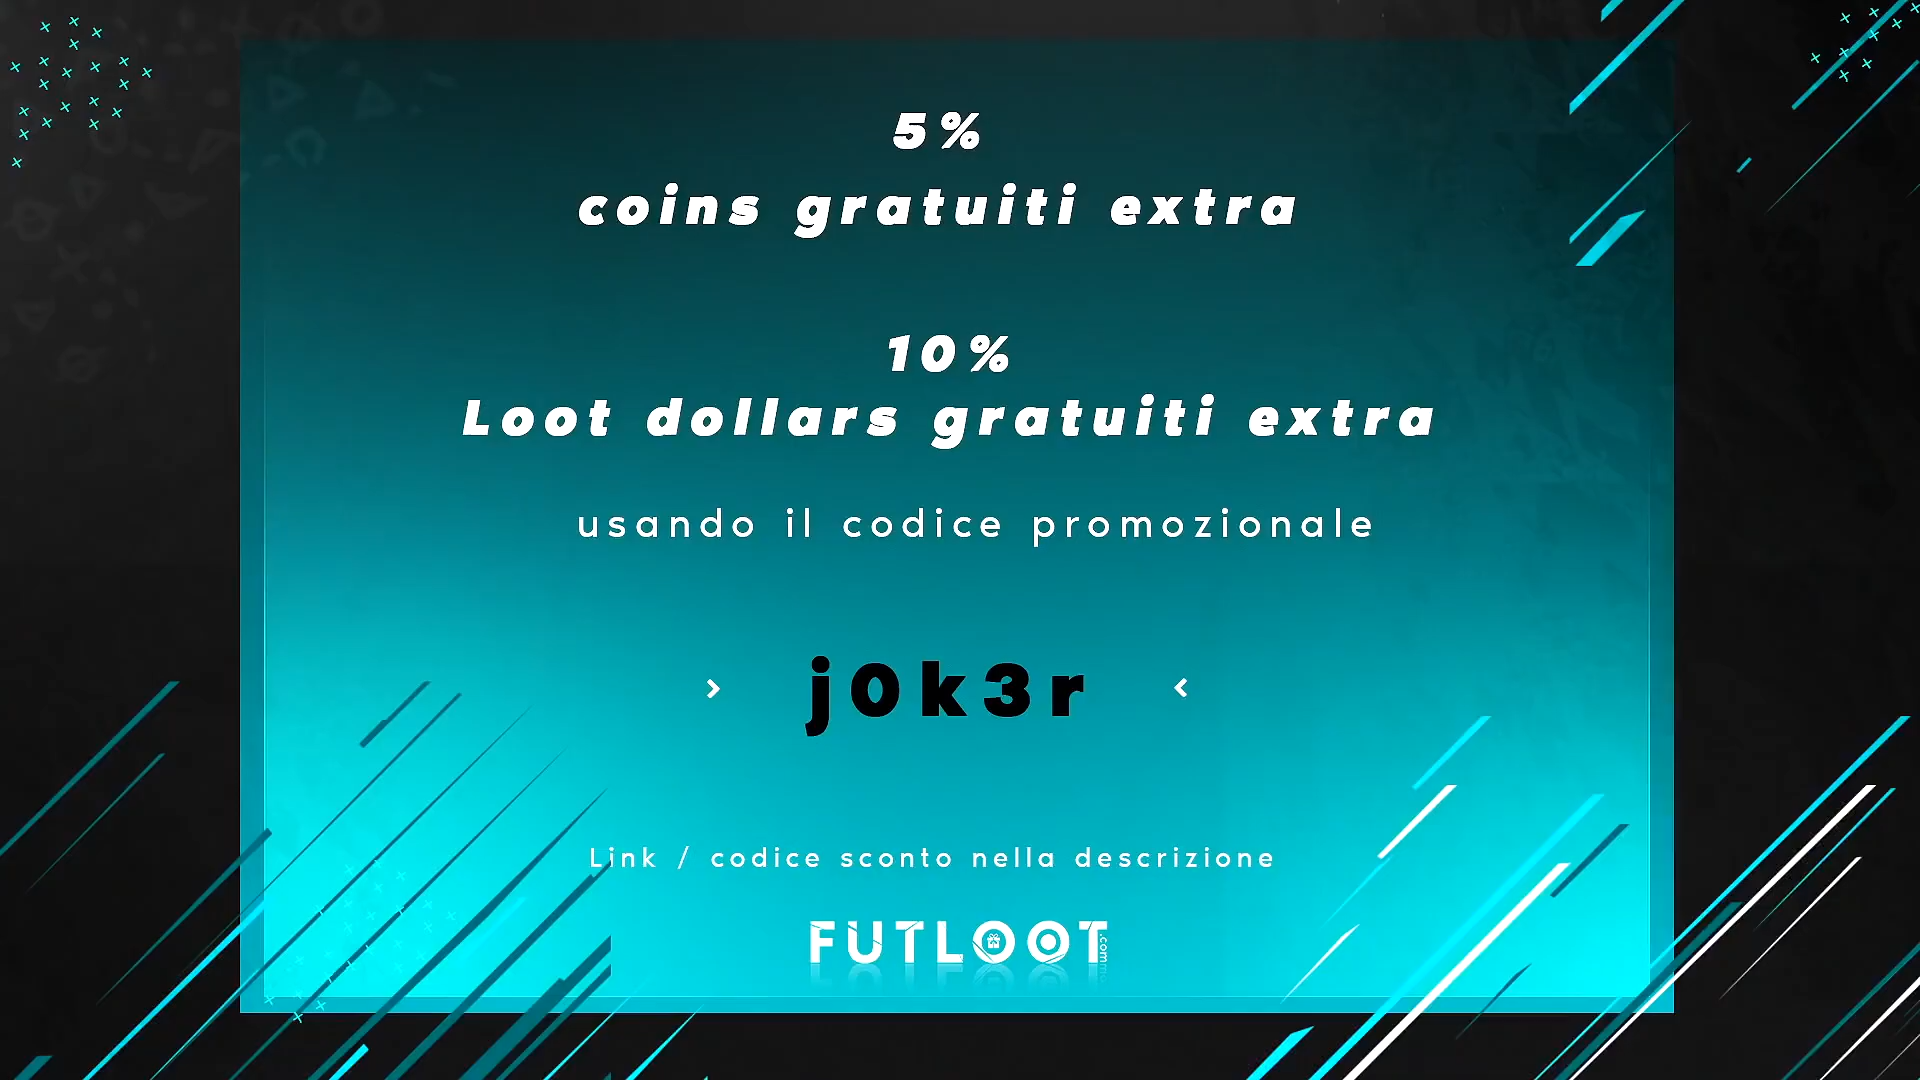 5%
coins gratuiti extra
10%
Loot dollars gratuiti extra
usando il codice promozionale
> j0k3r <
Link / codice sconto nella descrizione
FUTLOOT.com